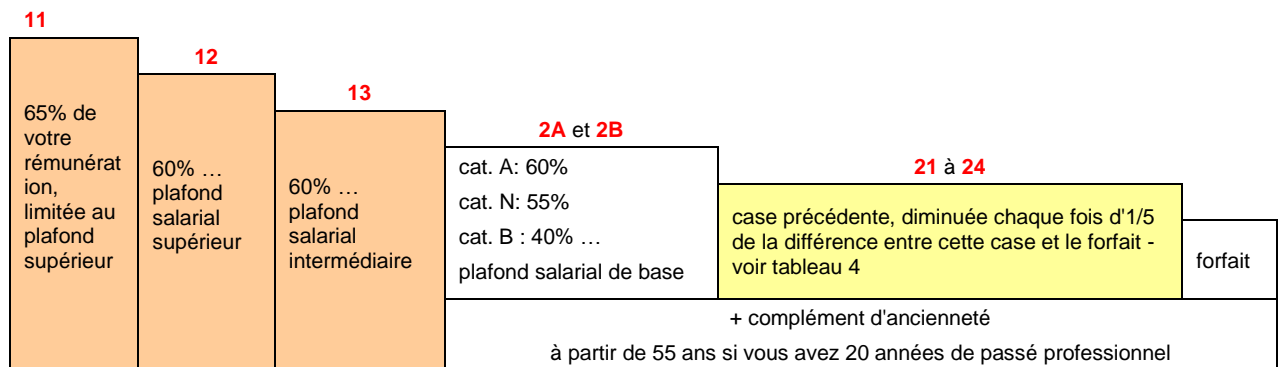 11
65% de
votre
rémunérat
ion,
limitée au
plafond
supérieur
12
60% …
plafond
salarial
supérieur
13
60% …
plafond
salarial
intermédiaire
2A et 2B
cat. A: 60%
cat. N: 55%
cat. B : 40% …
plafond salarial de base
21 à 24
case précédente, diminuée chaque fois d'1/5
de la différence entre cette case et le forfait -
voir tableau 4
forfait
+ complément d'ancienneté
à partir de 55 ans si vous avez 20 années de passé professionnel